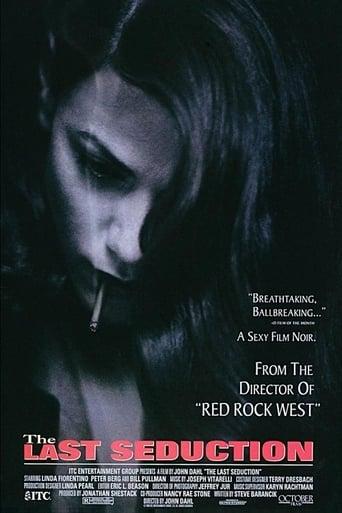 "BREATHTAKING,
BALLBREAKING..."
A SEXY FILM NOIR.
FROM THE
DIRECTOR OF
"RED ROCK WEST"
The
LAST SEDUCTION
ITC ENTERTAINMENT GROUP PRESENTS A FILM BY JOHN DAHL "THE LAST SEDUCTION"
STARRING LINDA FIORENTINO PETER BERG AND BILL PULLMAN MUSIC BY JOSEPH VITARELLI COSTUME DESIGNER TERRY DRESBACH
PRODUCTION DESIGNER LINDA PEARL EDITOR ERIC L. BEASON DIRECTOR OF PHOTOGRAPHY JEFFREY JUR MUSIC SUPERVISOR KARYN RACHTMAN
ITC. PRODUCED BY JONATHAN SHESTACK CO-PRODUCER NANCY RAE STONE WRITTEN BY STEVE BARANCIK
R
DIRECTED BY JOHN DAHL
OCTOBER
FILMS